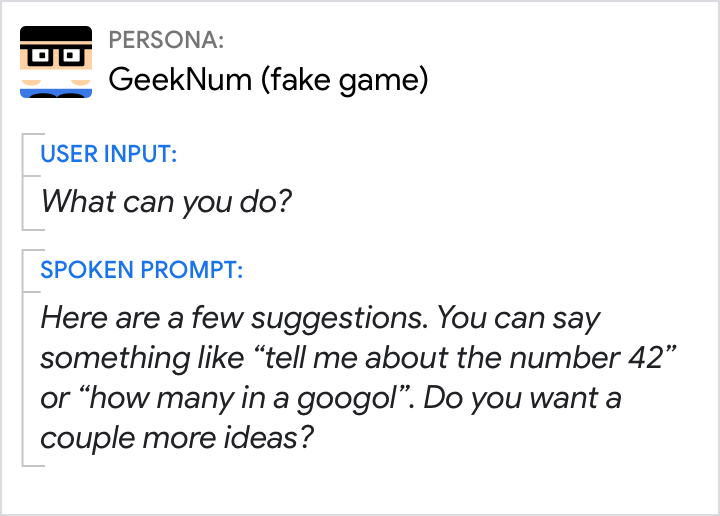 PERSONA:
GeekNum (fake game)
USER INPUT:
What can you do?
SPOKEN PROMPT:
Here are a few suggestions. You can say
something like “tell me about the number 42”
or “how many in a googol”. Do you want a
couple more ideas?